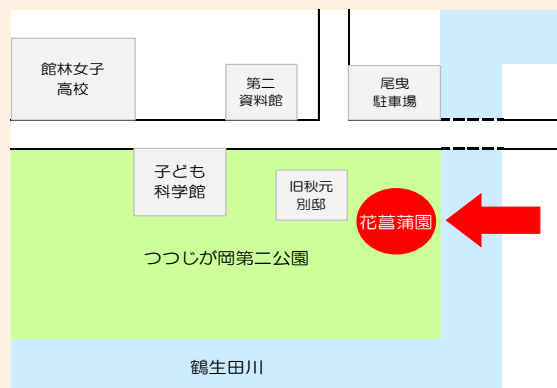 館林女子
高校
第二
資料館
尾曳
駐車場
子ども
科学館
旧秋元
別邸
花菖蒲園
つつじが岡第二公園
鶴生田川